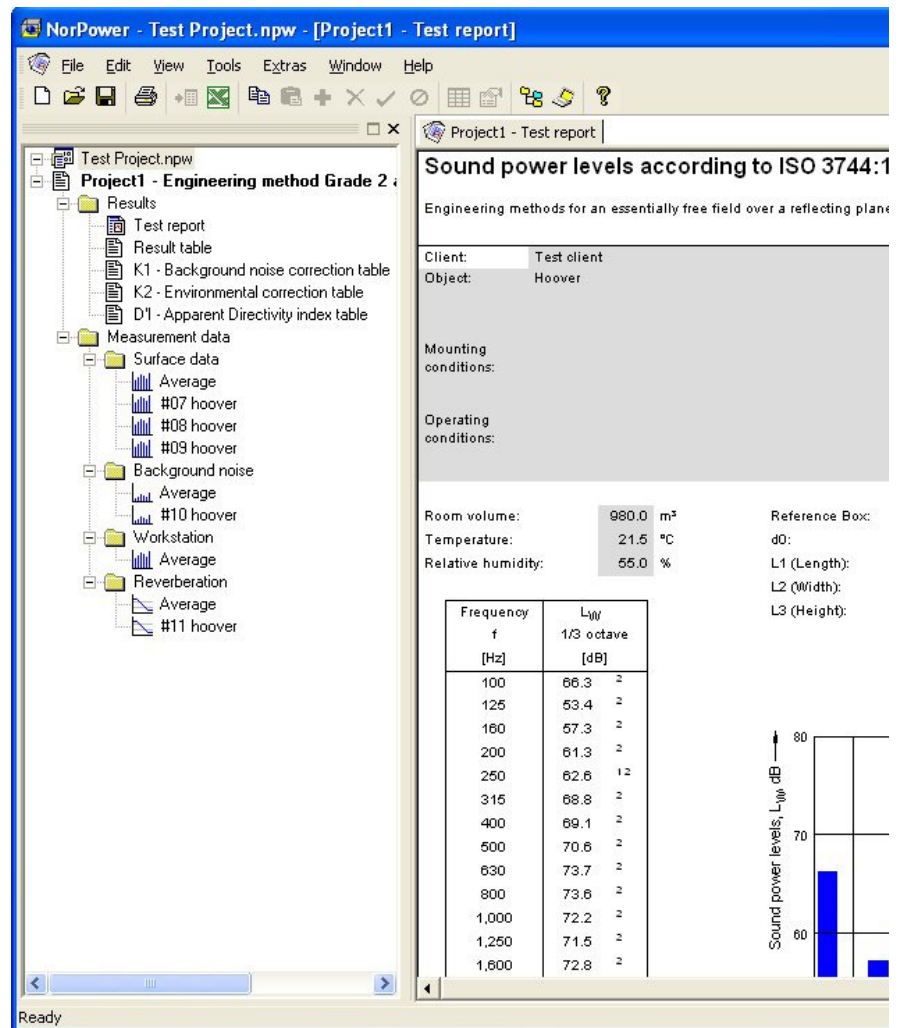 NorPower - Test Project.npw - [Project1 - Test report]
File Edit View Tools Extras Window Help
Test Project.npw
Project1 - Engineering method Grade 2
Results
Test report
Result table
K1 - Background noise correction table
K2 - Environmental correction table
D'I - Apparent Directivity index table
Measurement data
Surface data
Average
#07 hoover
#08 hoover
#09 hoover
Background noise
Average
#10 hoover
Workstation
Average
Reverberation
Average
#11 hoover
Project1 - Test report
Sound power levels according to ISO 3744:1
Engineering methods for an essentially free field over a reflecting plane
Client: Test client
Object: Hoover
Mounting
conditions:
Operating
conditions:
Room volume: 980.0 m³
Temperature: 21.5 °C
Relative humidity: 55.0 %
Reference Box:
d0:
L1 (Length):
L2 (Width):
L3 (Height):
Frequency LW
f 1/3 octave
[Hz] [dB]
100 66.3 2
125 53.4 2
160 57.3 2
200 61.3 2
250 62.6 1 2
315 68.8 2
400 69.1 2
500 70.6 2
630 73.7 2
800 73.6 2
1,000 72.2 2
1,250 71.5 2
1,600 72.8 2
Sound power levels, LW dB
80
70
60
Ready